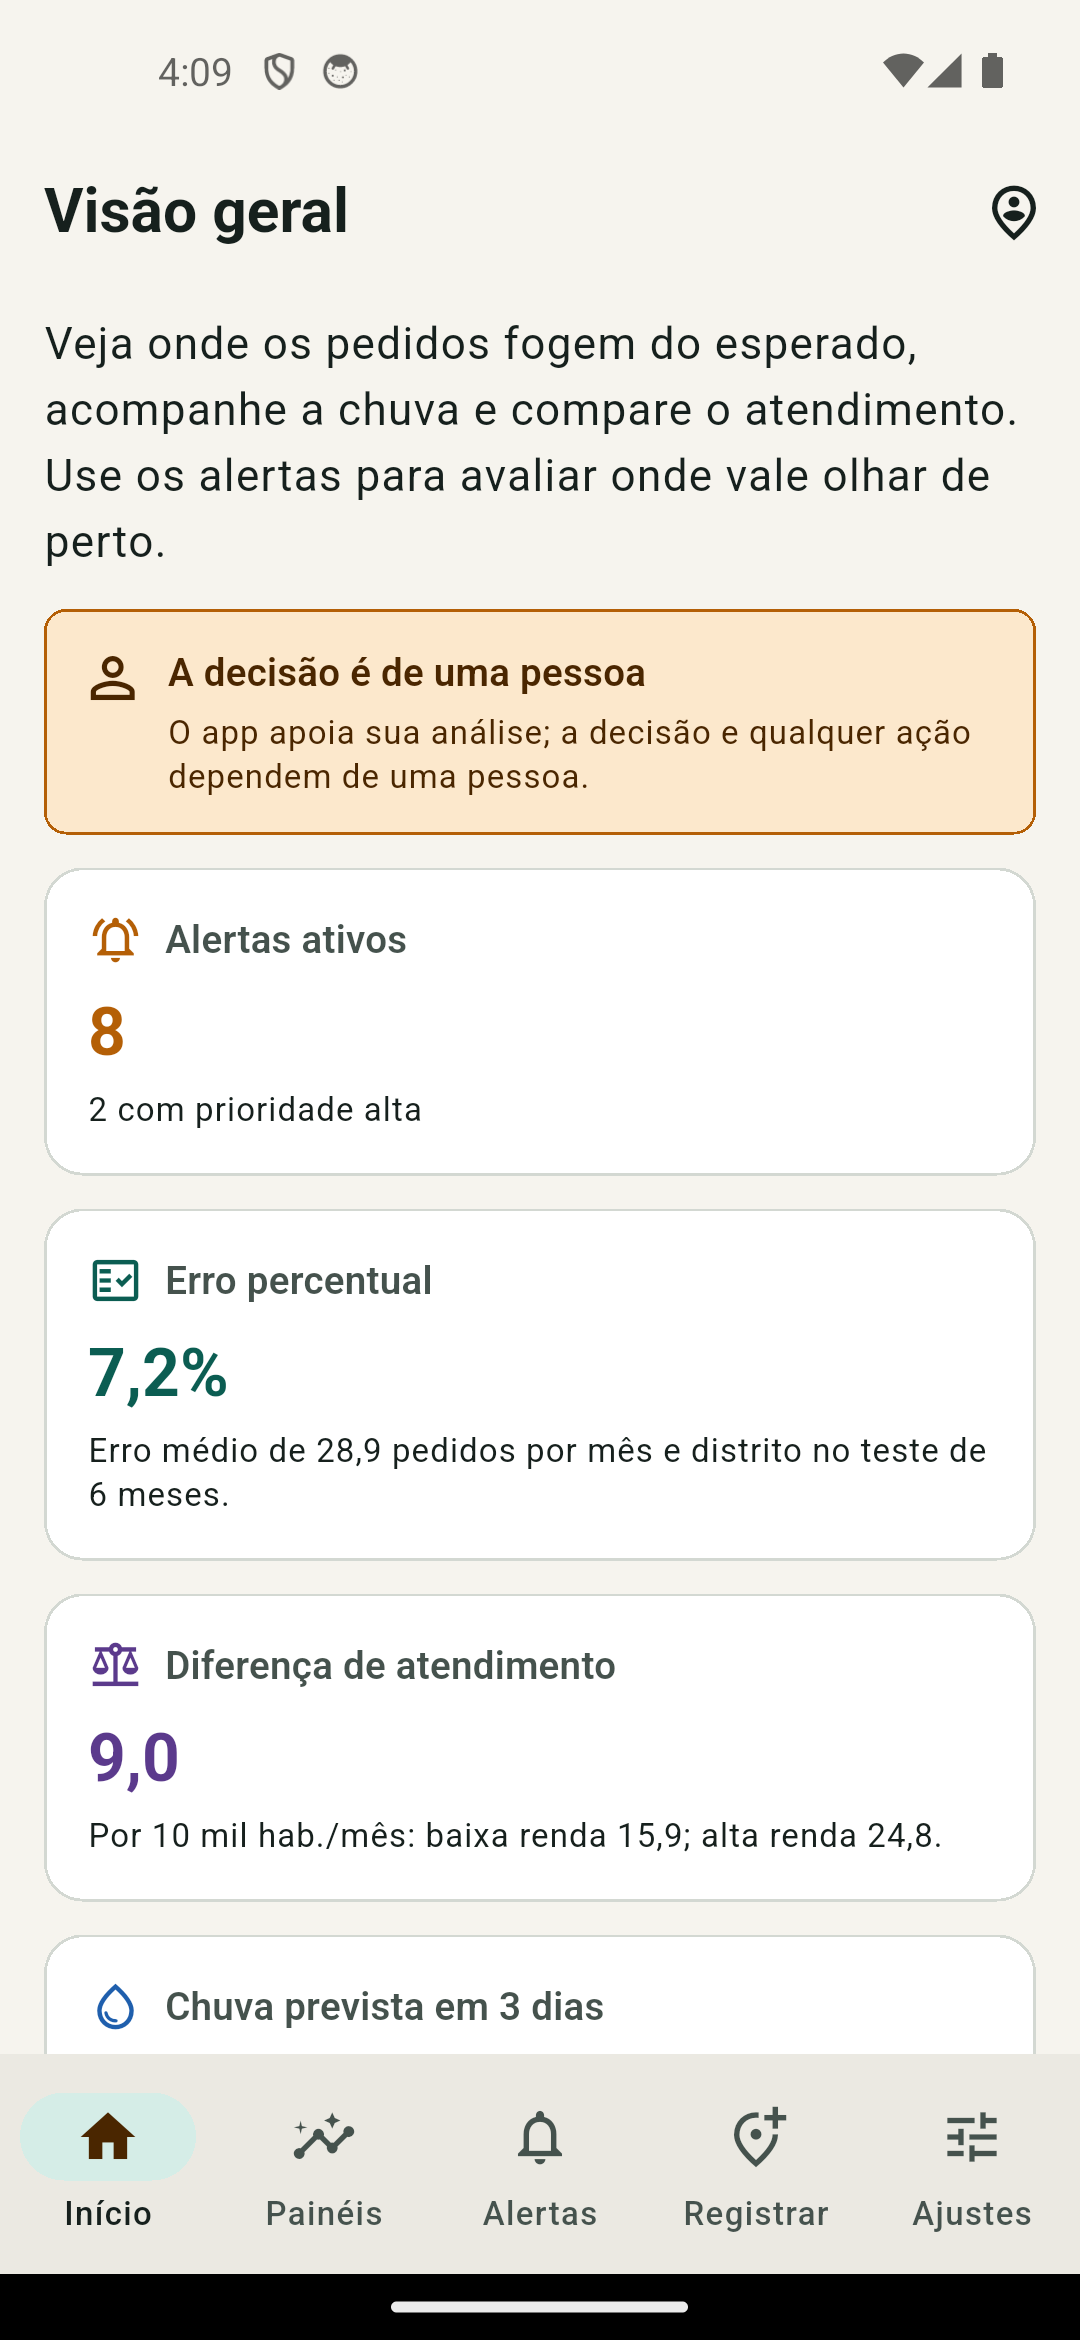 4:09
Visão geral
Veja onde os pedidos fogem do esperado,
acompanhe a chuva e compare o atendimento.
Use os alertas para avaliar onde vale olhar de
perto.
A decisão é de uma pessoa
O app apoia sua análise; a decisão e qualquer ação
dependem de uma pessoa.
Alertas ativos
8
2 com prioridade alta
Erro percentual
7,2%
Erro médio de 28,9 pedidos por mês e distrito no teste de
6 meses.
Diferença de atendimento
9,0
Por 10 mil hab./mês: baixa renda 15,9; alta renda 24,8.
Chuva prevista em 3 dias
Início
Painéis
Alertas
Registrar
Ajustes